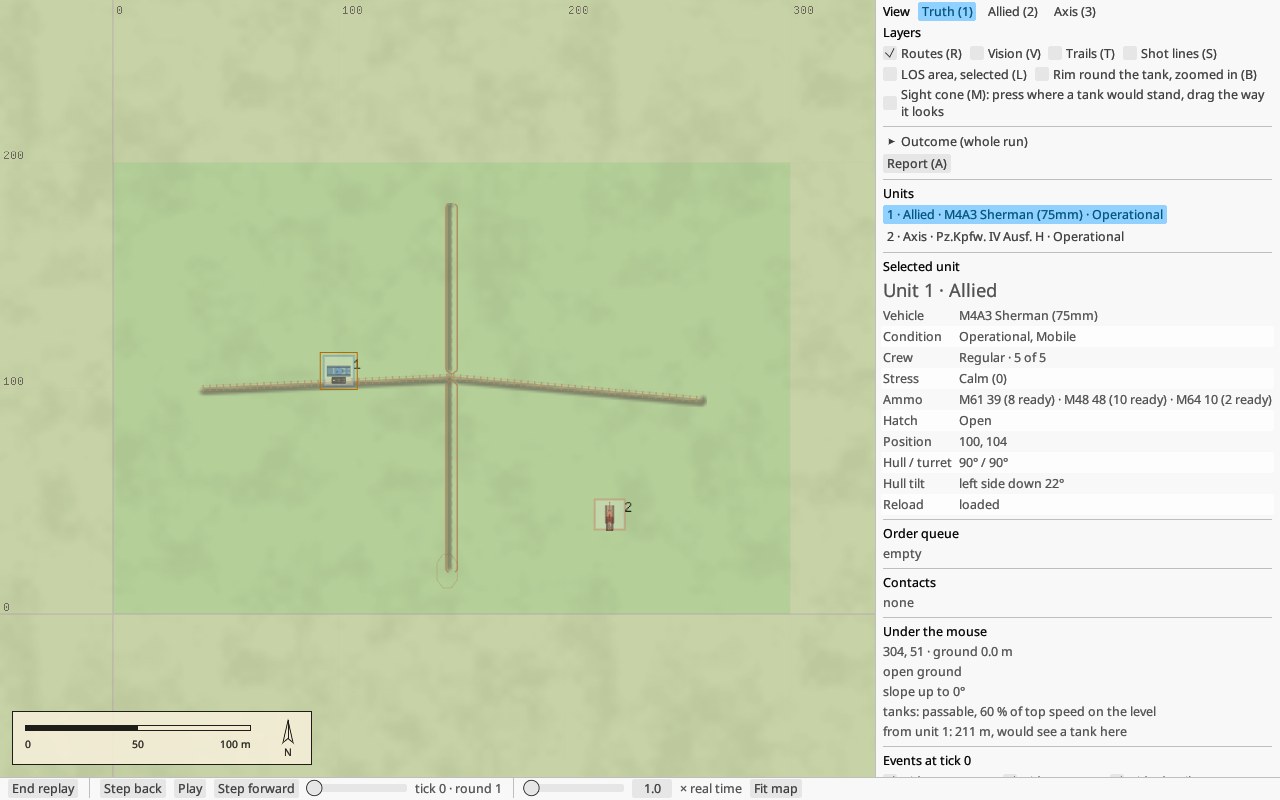 0
100
200
300
200
100
0
1
2
0 50 100 m
N
View Truth (1) Allied (2) Axis (3)
Layers
Routes (R) Vision (V) Trails (T) Shot lines (S)
LOS area, selected (L) Rim round the tank, zoomed in (B)
Sight cone (M): press where a tank would stand, drag the way
it looks
Outcome (whole run)
Report (A)
Units
1 · Allied · M4A3 Sherman (75mm) · Operational
2 · Axis · Pz.Kpfw. IV Ausf. H · Operational
Selected unit
Unit 1 · Allied
Vehicle M4A3 Sherman (75mm)
Condition Operational, Mobile
Crew Regular · 5 of 5
Stress Calm (0)
Ammo M61 39 (8 ready) · M48 48 (10 ready) · M64 10 (2 ready)
Hatch Open
Position 100, 104
Hull / turret 90° / 90°
Hull tilt left side down 22°
Reload loaded
Order queue
empty
Contacts
none
Under the mouse
304, 51 · ground 0.0 m
open ground
slope up to 0°
tanks: passable, 60 % of top speed on the level
from unit 1: 211 m, would see a tank here
Events at tick 0
End replay Step back Play Step forward tick 0 · round 1 1.0 × real time Fit map